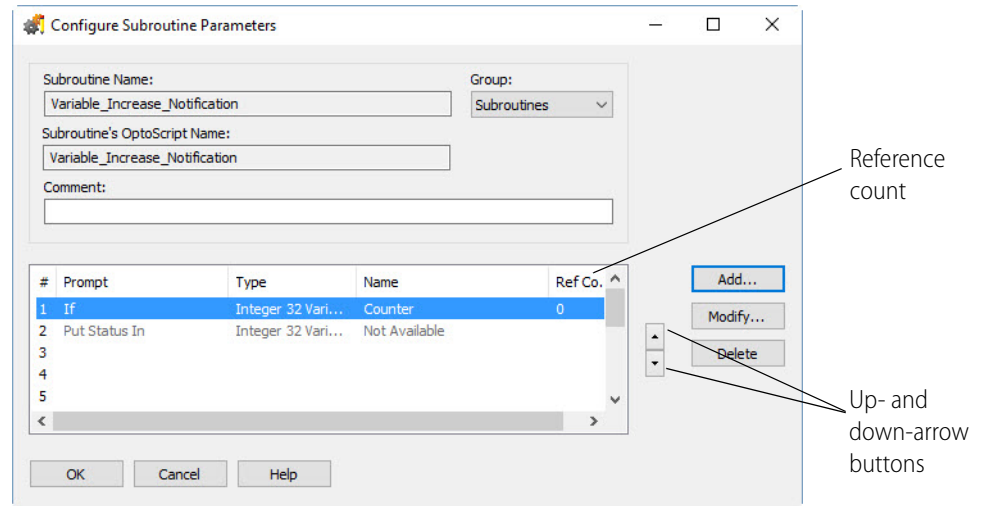 Configure Subroutine Parameters
Subroutine Name:
Group:
Variable_Increase_Notification
Subroutines
Subroutine's OptoScript Name:
Variable_Increase_Notification
Comment:
Reference
count
# Prompt Type Name Ref Co.
Add...
1 If Integer 32 Vari... Counter 0
Modify...
2 Put Status In Integer 32 Vari... Not Available
3
Delete
4
5
Up- and
down-arrow
buttons
OK Cancel Help